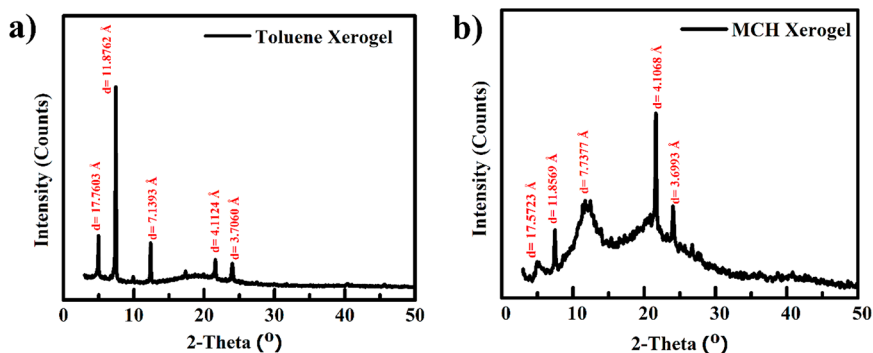 a)
Toluene Xerogel
Intensity (Counts)
d= 17.7603 Å
d= 11.8762 Å
d= 7.1393 Å
d= 4.1124 Å
d= 3.7060 Å
0 10 20 30 40 50
2-Theta (º)
b)
MCH Xerogel
Intensity (Counts)
d= 17.5723 Å
d= 11.8569 Å
d= 7.7377 Å
d= 4.1068 Å
d= 3.6993 Å
0 10 20 30 40 50
2-Theta (º)